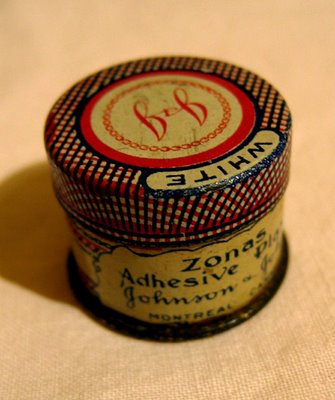 J&J
WHITE
Zonas
Adhesive
Johnson &
MONTREAL